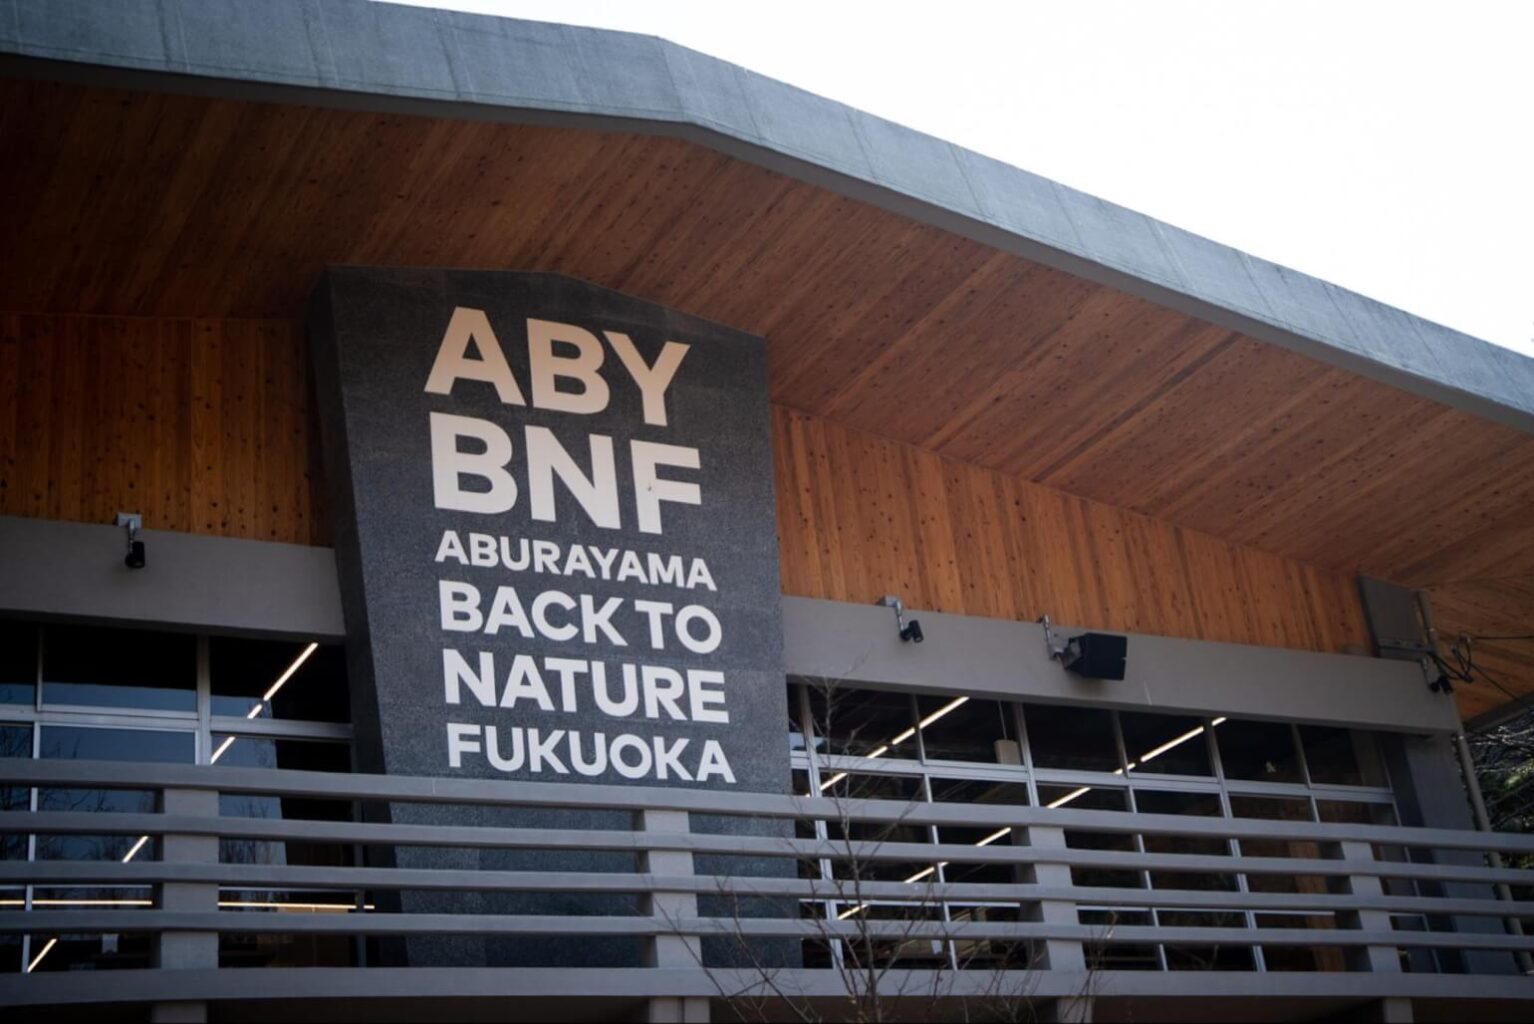 ABY
BNF
ABURAYAMA
BACK TO
NATURE
FUKUOKA